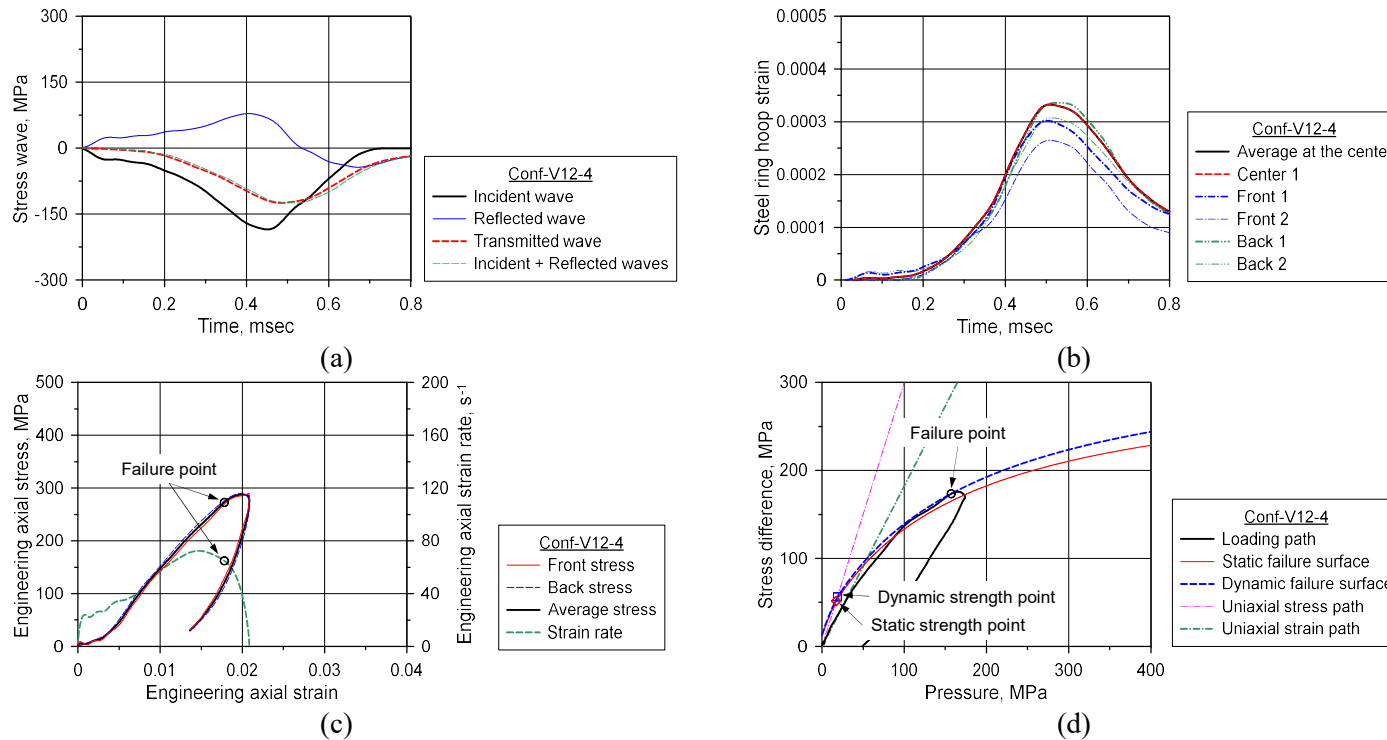 300
150
0
-150
-300
Stress wave, MPa
0
0.2
0.4
0.6
0.8
Time, msec
Conf-V12-4
Incident wave
Reflected wave
Transmitted wave
Incident + Reflected waves
(a)
0.0005
0.0004
0.0003
0.0002
0.0001
0
Steel ring hoop strain
0
0.2
0.4
0.6
0.8
Time, msec
Conf-V12-4
Average at the center
Center 1
Front 1
Front 2
Back 1
Back 2
(b)
500
400
300
200
100
0
Engineering axial stress, MPa
200
160
120
80
40
0
Engineering axial strain rate, s⁻¹
Failure point
0
0.01
0.02
0.03
0.04
Engineering axial strain
Conf-V12-4
Front stress
Back stress
Average stress
Strain rate
(c)
300
200
100
0
Stress difference, MPa
Failure point
Dynamic strength point
Static strength point
0
100
200
300
400
Pressure, MPa
Conf-V12-4
Loading path
Static failure surface
Dynamic failure surface
Uniaxial stress path
Uniaxial strain path
(d)